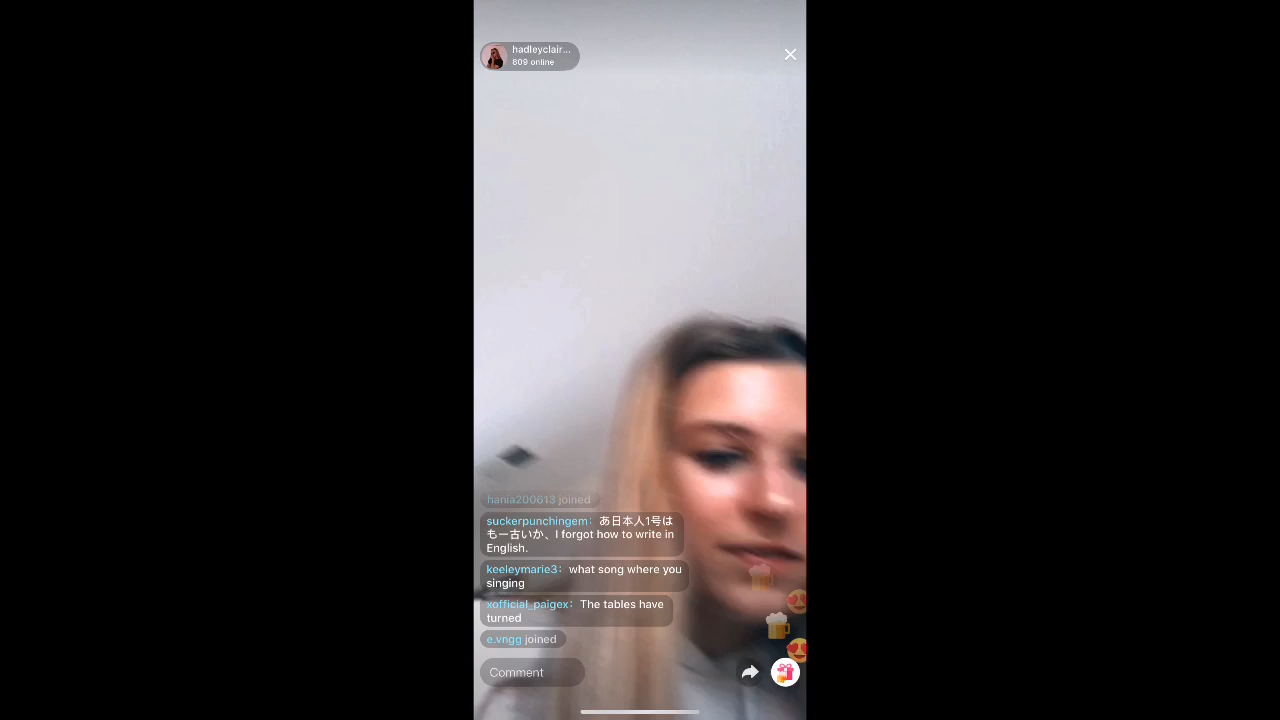 hadleyclair...
809 online
hania200613 joined
suckerpunchingem: あ日本人1号は
も一古いか、I forgot how to write in
English.
keeleymarie3: what song where you
singing
xofficial_paigex: The tables have
turned
e.vngg joined
Comment